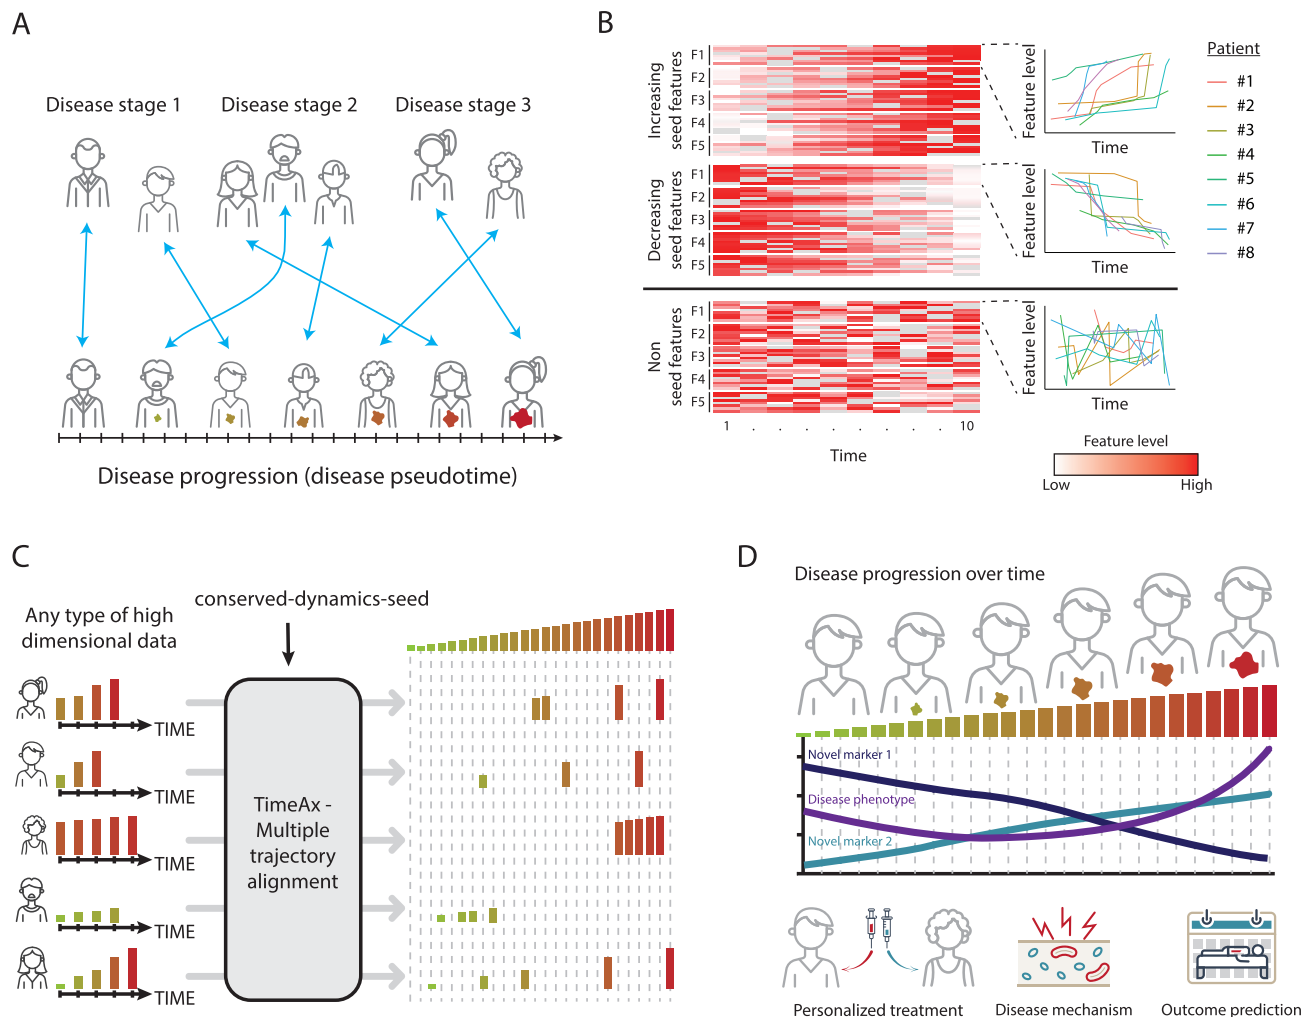 A
Disease stage 1
Disease stage 2
Disease stage 3
Disease progression (disease pseudotime)
B
Increasing
seed features
F1
F2
F3
F4
F5
Decreasing
seed features
F1
F2
F3
F4
F5
Non
seed features
F1
F2
F3
F4
F5
1 . . . . . . . . 10
Time
Feature level
Time
Feature level
Time
Feature level
Time
Patient
#1
#2
#3
#4
#5
#6
#7
#8
Feature level
Low
High
C
Any type of high
dimensional data
conserved-dynamics-seed
TIME
TIME
TIME
TIME
TIME
TimeAx -
Multiple
trajectory
alignment
D
Disease progression over time
Novel marker 1
Disease phenotype
Novel marker 2
Personalized treatment
Disease mechanism
Outcome prediction